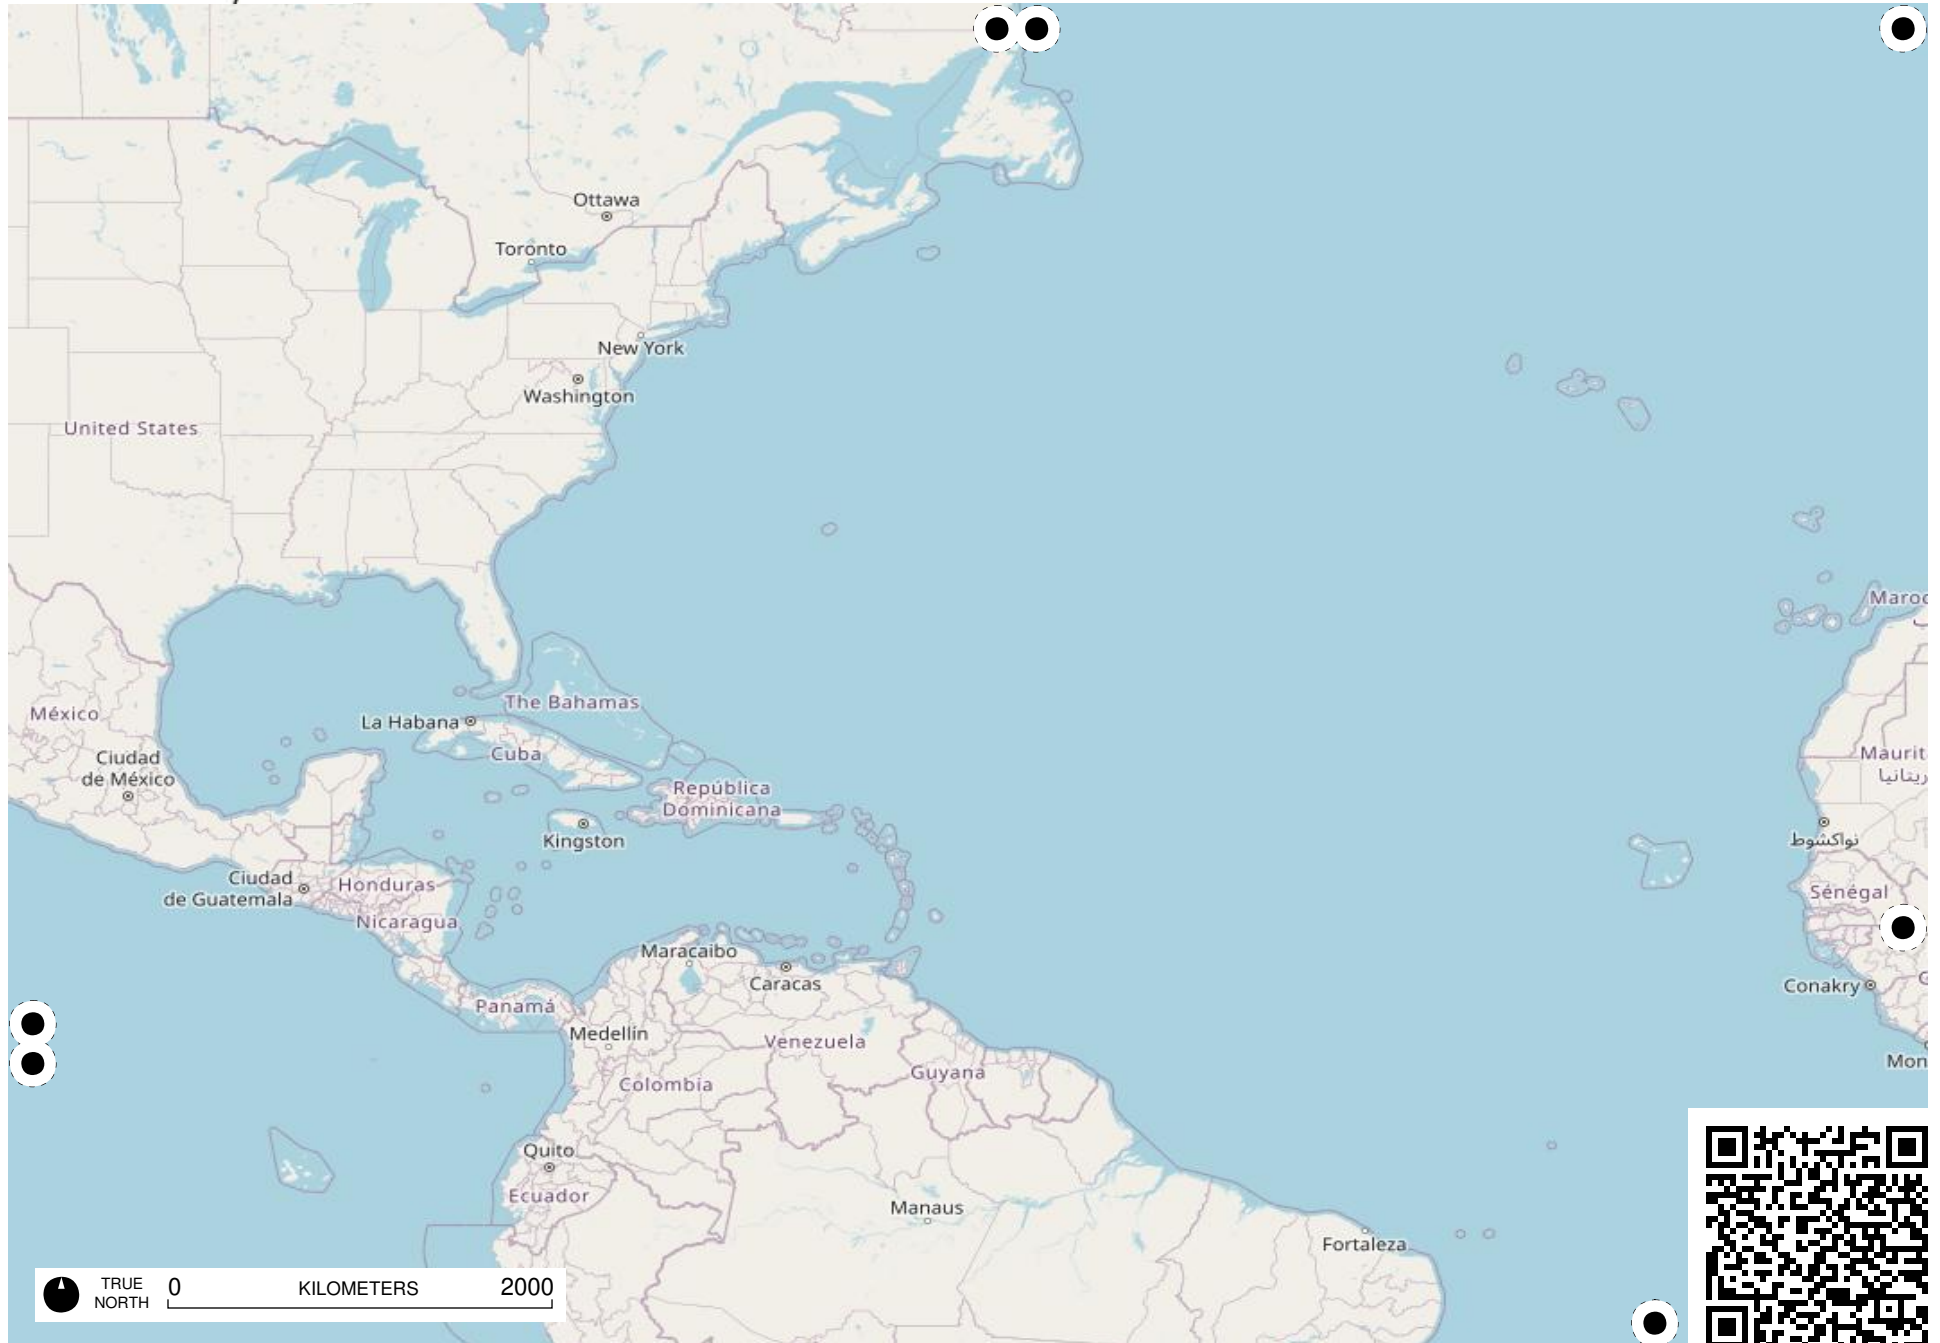 Ottawa
Toronto
New York
Washington
United States
Maroc
The Bahamas
México
La Habana
Cuba
Ciudad
de México
Maurit
ريتانيا
República
Dominicana
Kingston
نواكشوط
Ciudad
de Guatemala
Honduras
Sénégal
Nicaragua
Maracaibo
Caracas
Conakry
G
Panamá
Medellín
Venezuela
Mon
Guyana
Colombia
Quito
Ecuador
Manaus
Fortaleza
TRUE
NORTH
0 KILOMETERS 2000